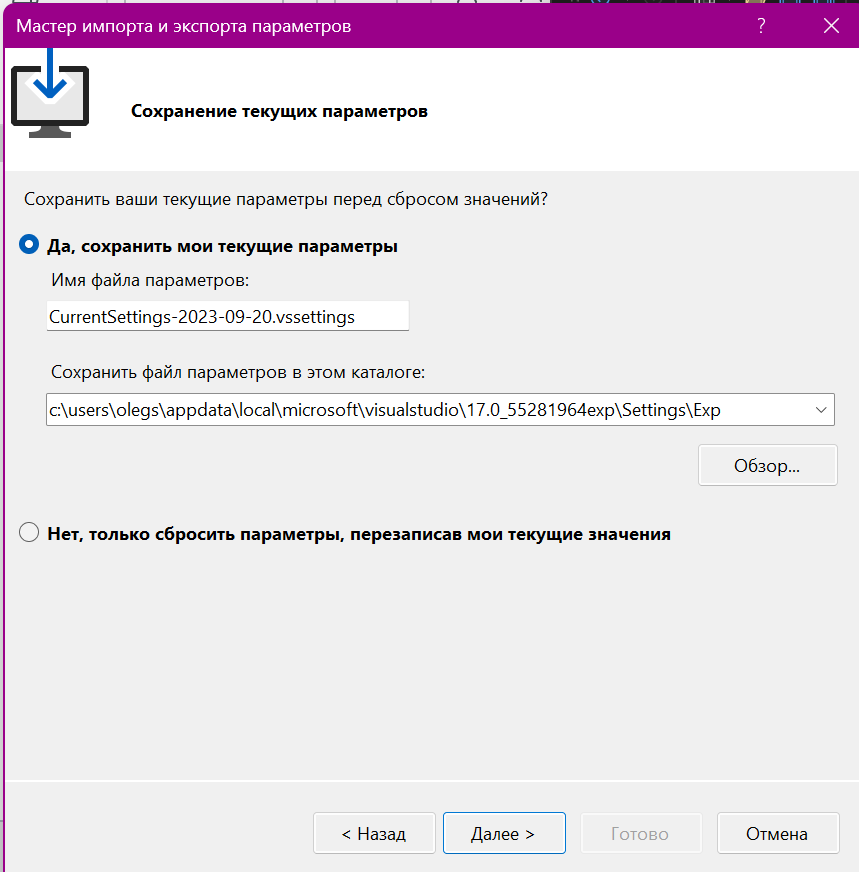 Мастер импорта и экспорта параметров
?
Сохранение текущих параметров
Сохранить ваши текущие параметры перед сбросом значений?
Да, сохранить мои текущие параметры
Имя файла параметров:
CurrentSettings-2023-09-20.vssettings
Сохранить файл параметров в этом каталоге:
c:\users\olegs\appdata\local\microsoft\visualstudio\17.0_55281964exp\Settings\Exp
Обзор...
Нет, только сбросить параметры, перезаписав мои текущие значения
< Назад Далее > Готово Отмена